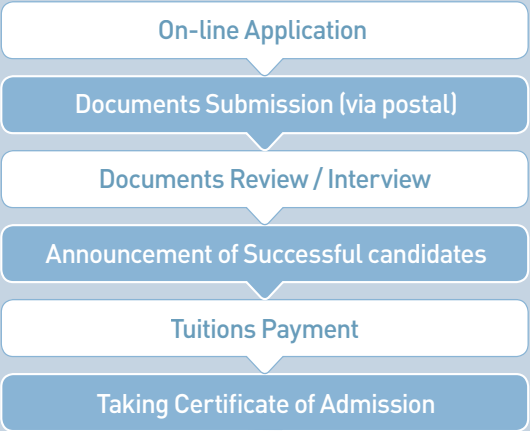 On-line Application
Documents Submission (via postal)
Documents Review / Interview
Announcement of Successful candidates
Tuitions Payment
Taking Certificate of Admission